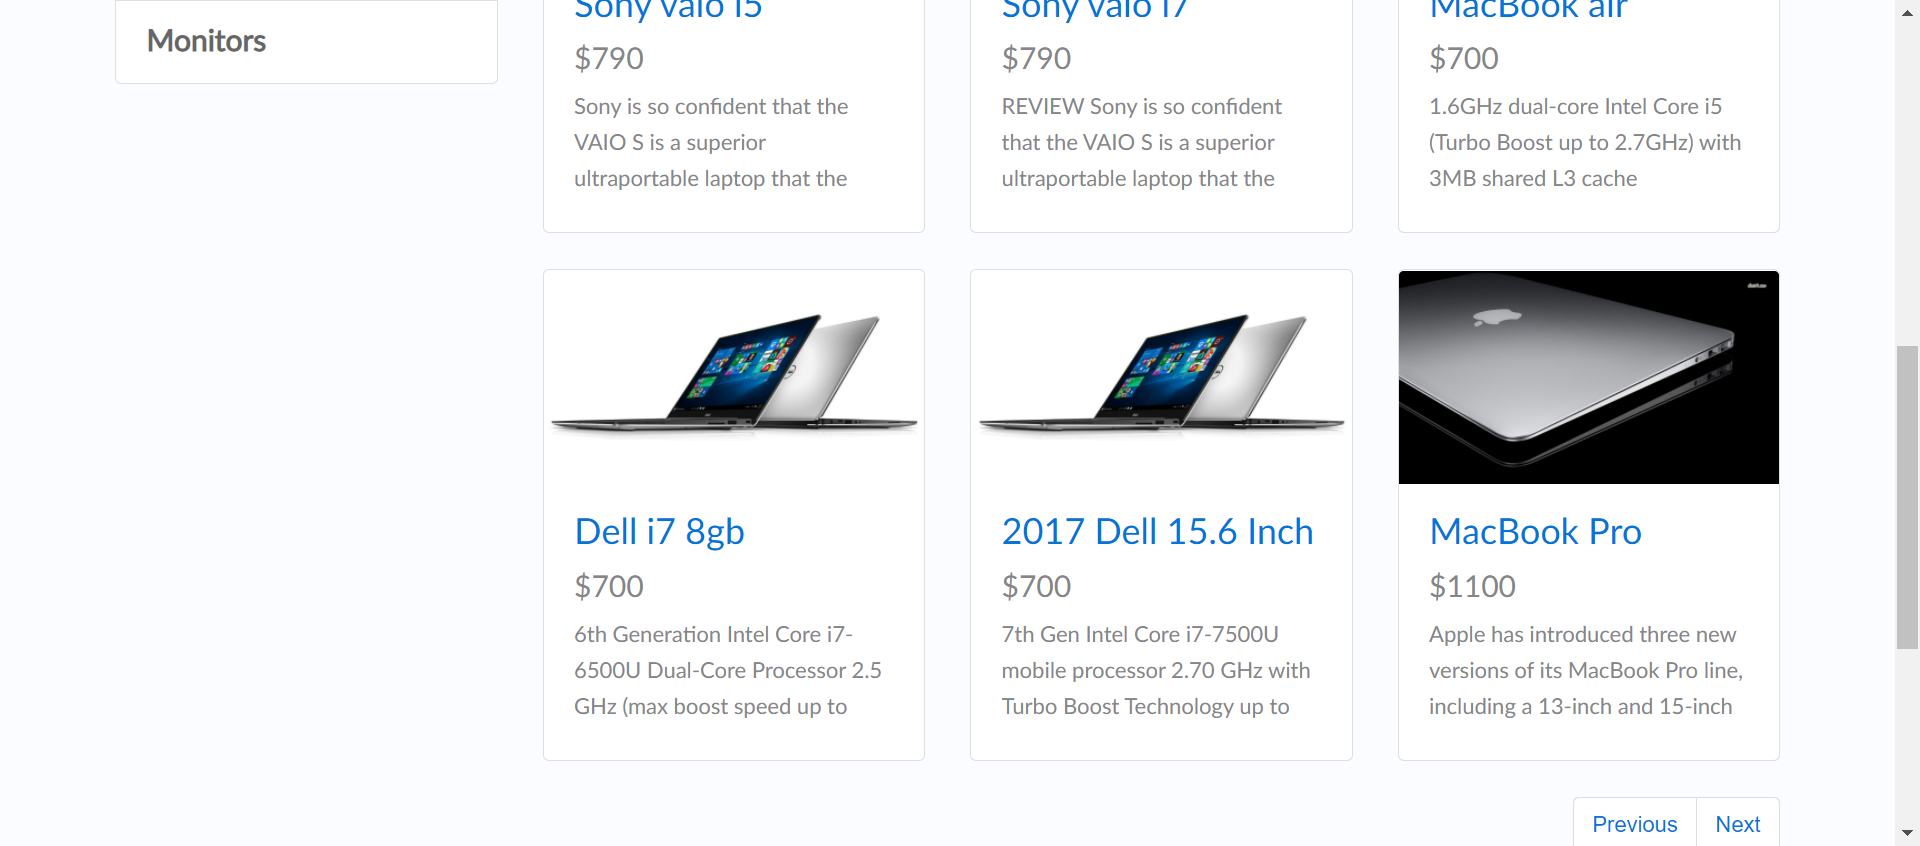 Monitors
Sony vaio i5
$790
Sony is so confident that the
VAIO S is a superior
ultraportable laptop that the
Sony vaio i7
$790
REVIEW Sony is so confident
that the VAIO S is a superior
ultraportable laptop that the
MacBook air
$700
1.6GHz dual-core Intel Core i5
(Turbo Boost up to 2.7GHz) with
3MB shared L3 cache
Dell i7 8gb
$700
6th Generation Intel Core i7-
6500U Dual-Core Processor 2.5
GHz (max boost speed up to
2017 Dell 15.6 Inch
$700
7th Gen Intel Core i7-7500U
mobile processor 2.70 GHz with
Turbo Boost Technology up to
MacBook Pro
$1100
Apple has introduced three new
versions of its MacBook Pro line,
including a 13-inch and 15-inch
Previous
Next